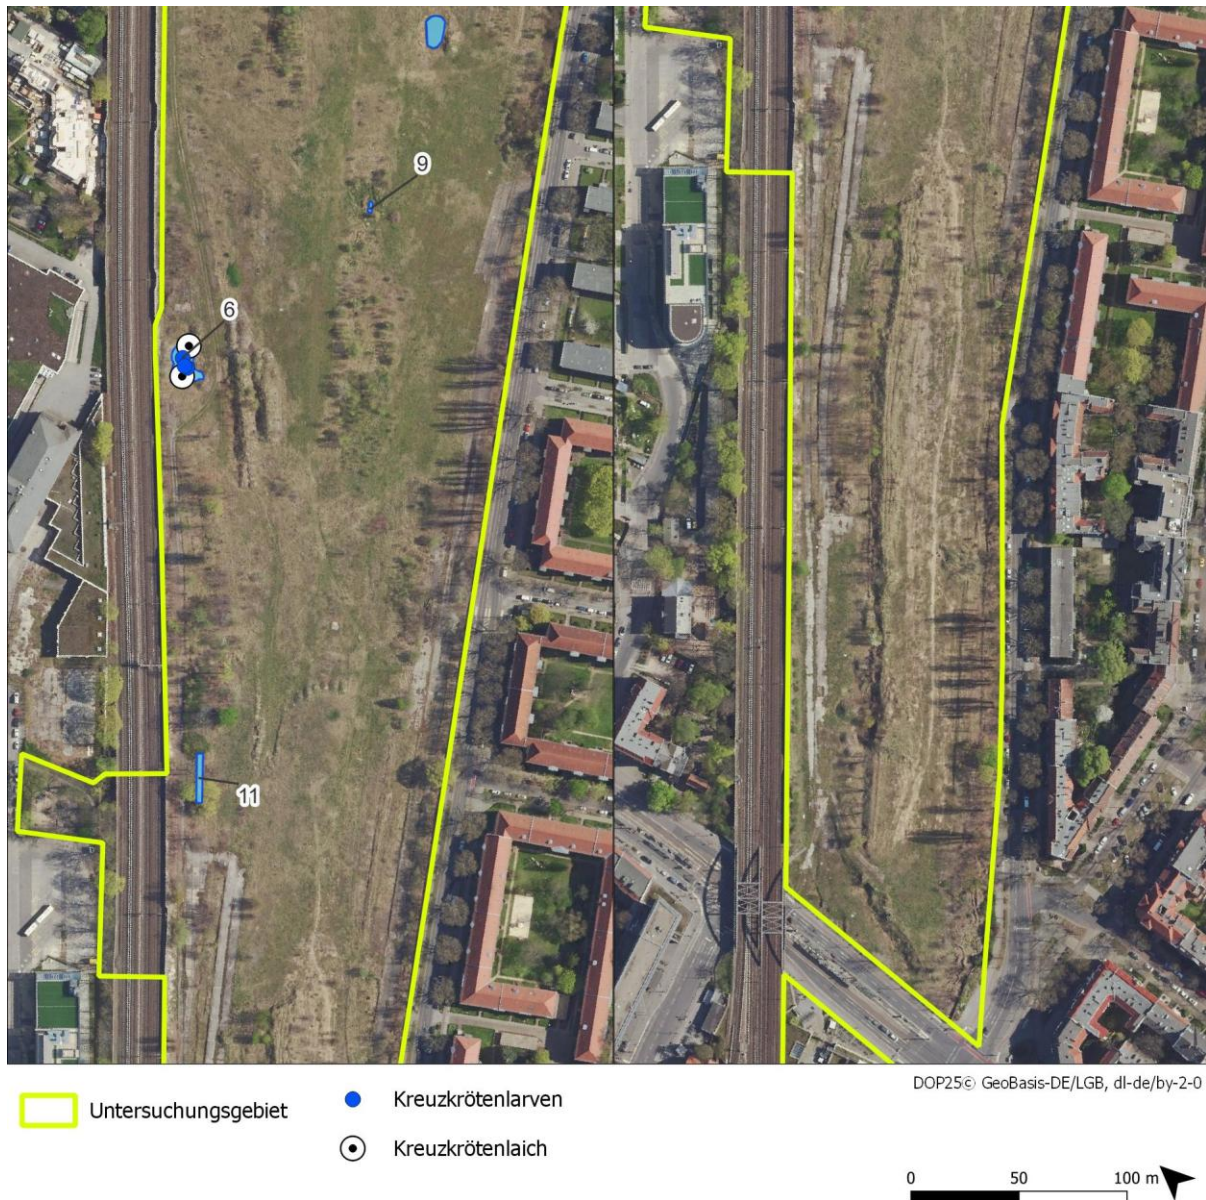 9
6
11
DOP25© GeoBasis-DE/LGB, dl-de/by-2-0
Untersuchungsgebiet
Kreuzkrötenlarven
Kreuzkrötenlaich
0 50 100 m